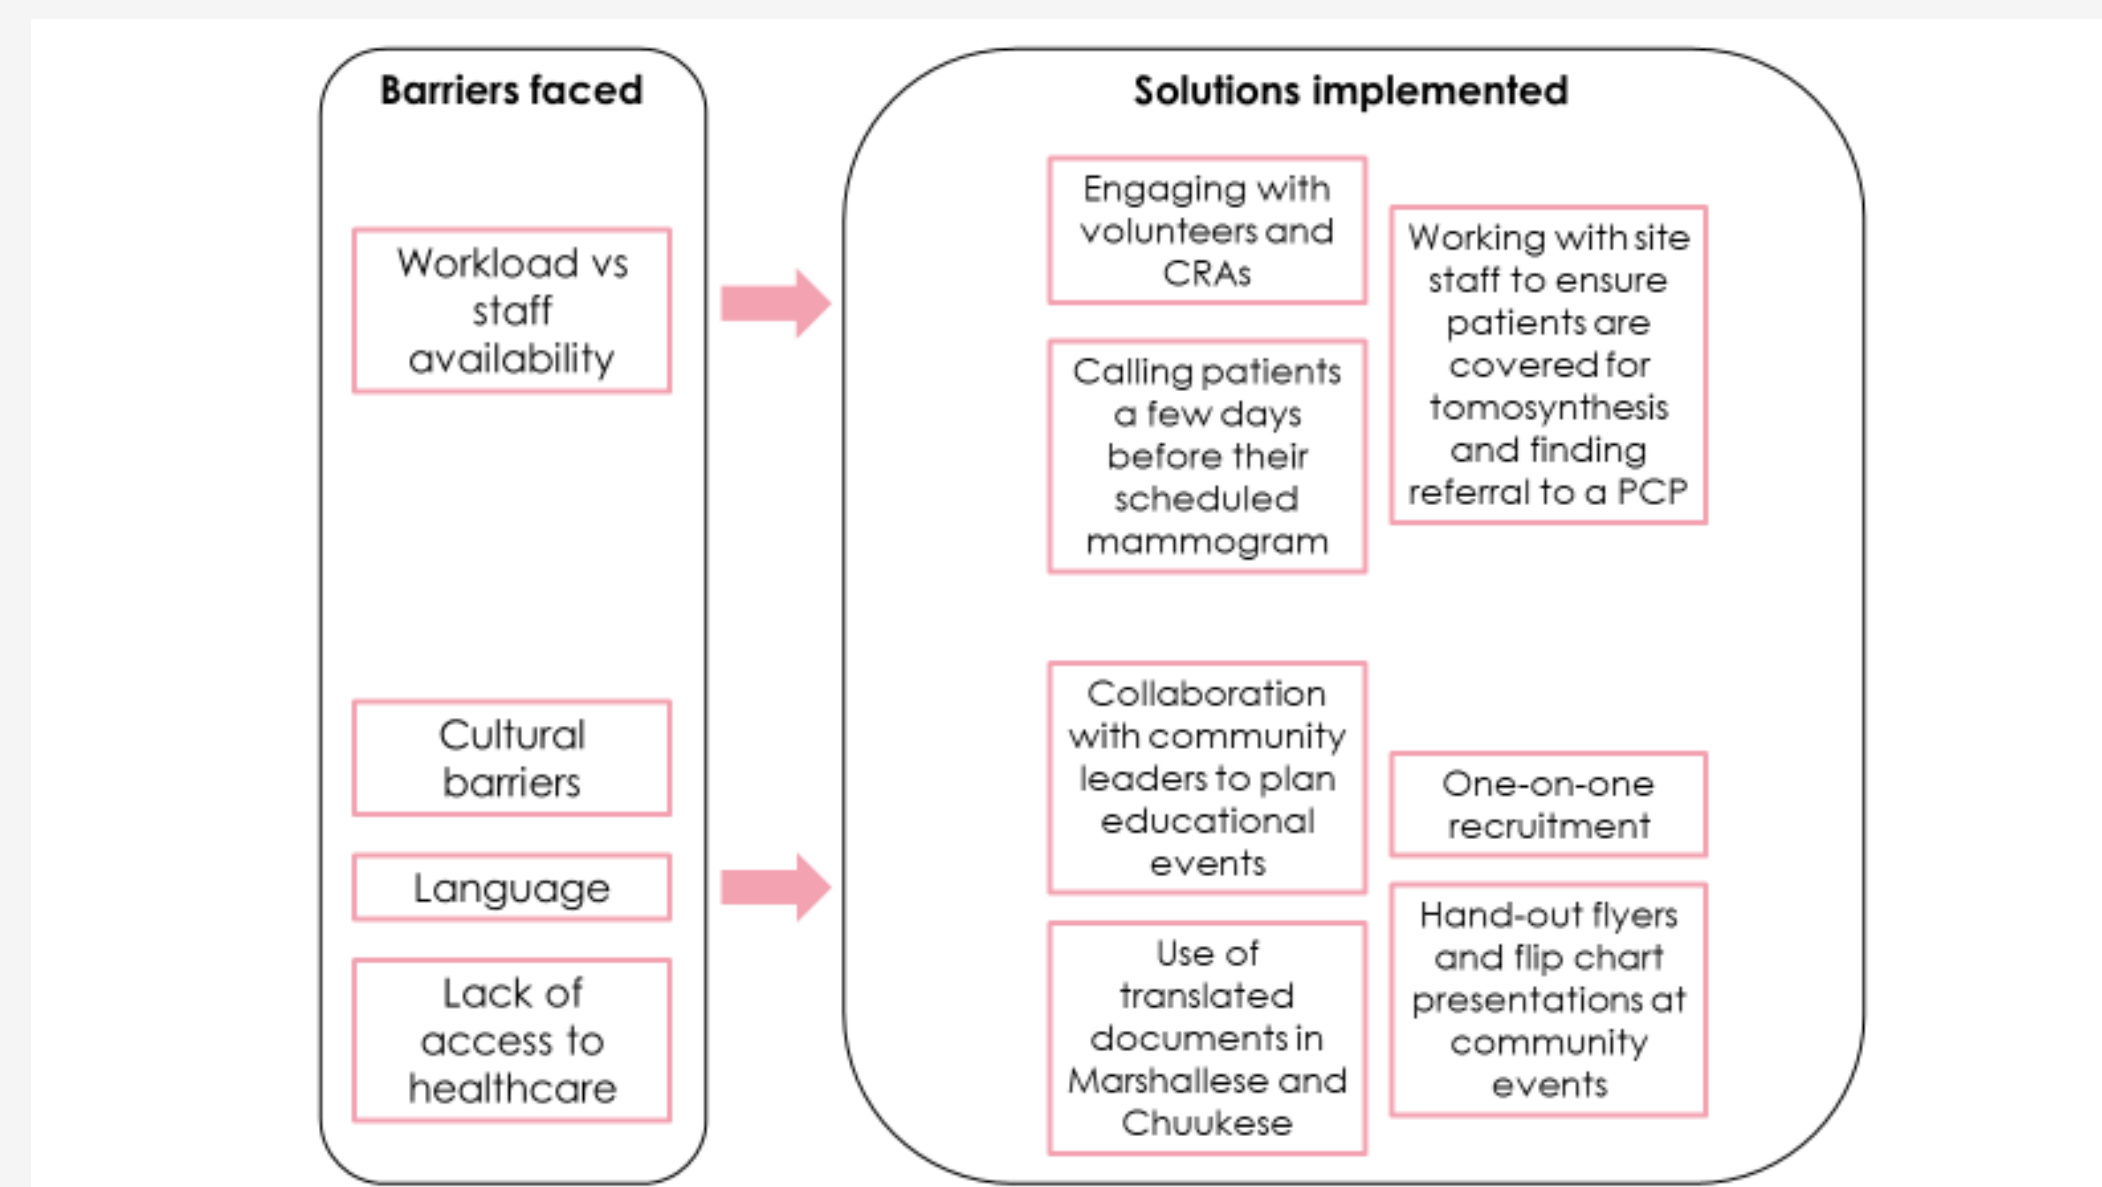 Barriers faced
Workload vs
staff
availability
Cultural
barriers
Language
Lack of
access to
healthcare
Solutions implemented
Engaging with
volunteers and
CRAs
Calling patients
a few days
before their
scheduled
mammogram
Working with site
staff to ensure
patients are
covered for
tomosynthesis
and finding
referral to a PCP
Collaboration
with community
leaders to plan
educational
events
Use of
translated
documents in
Marshallese and
Chuukese
One-on-one
recruitment
Hand-out flyers
and flip chart
presentations at
community
events